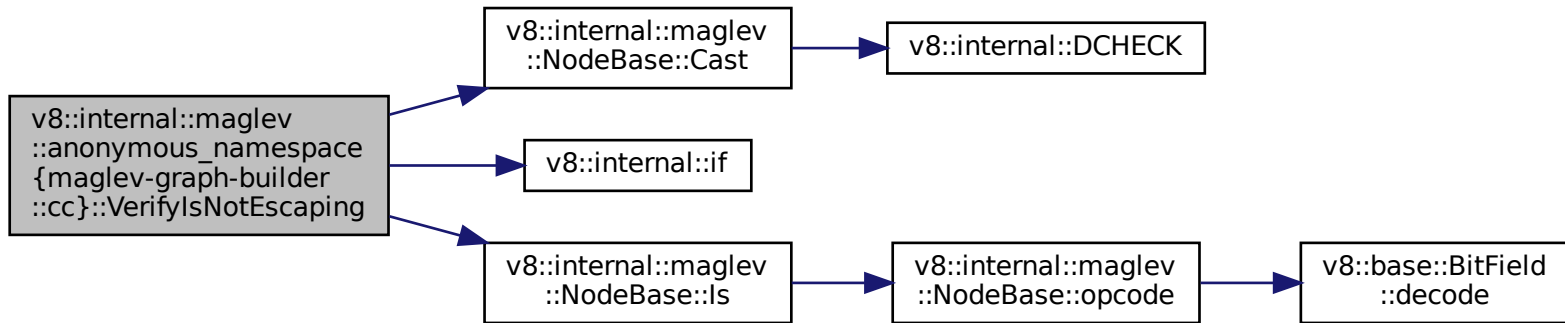 v8::internal::maglev
::anonymous_namespace
{maglev-graph-builder
::cc}::VerifyIsNotEscaping
v8::internal::maglev
::NodeBase::Cast
v8::internal::DCHECK
v8::internal::if
v8::internal::maglev
::NodeBase::Is
v8::internal::maglev
::NodeBase::opcode
v8::base::BitField
::decode